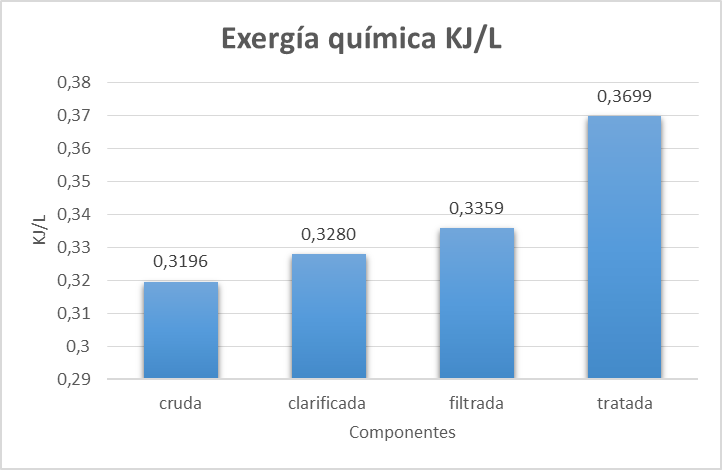 Exergía química KJ/L
0,38
0,37
0,36
0,35
0,34
0,33
0,32
0,31
0,3
0,29
KJ/L
0,3196
0,3280
0,3359
0,3699
cruda
clarificada
filtrada
tratada
Componentes